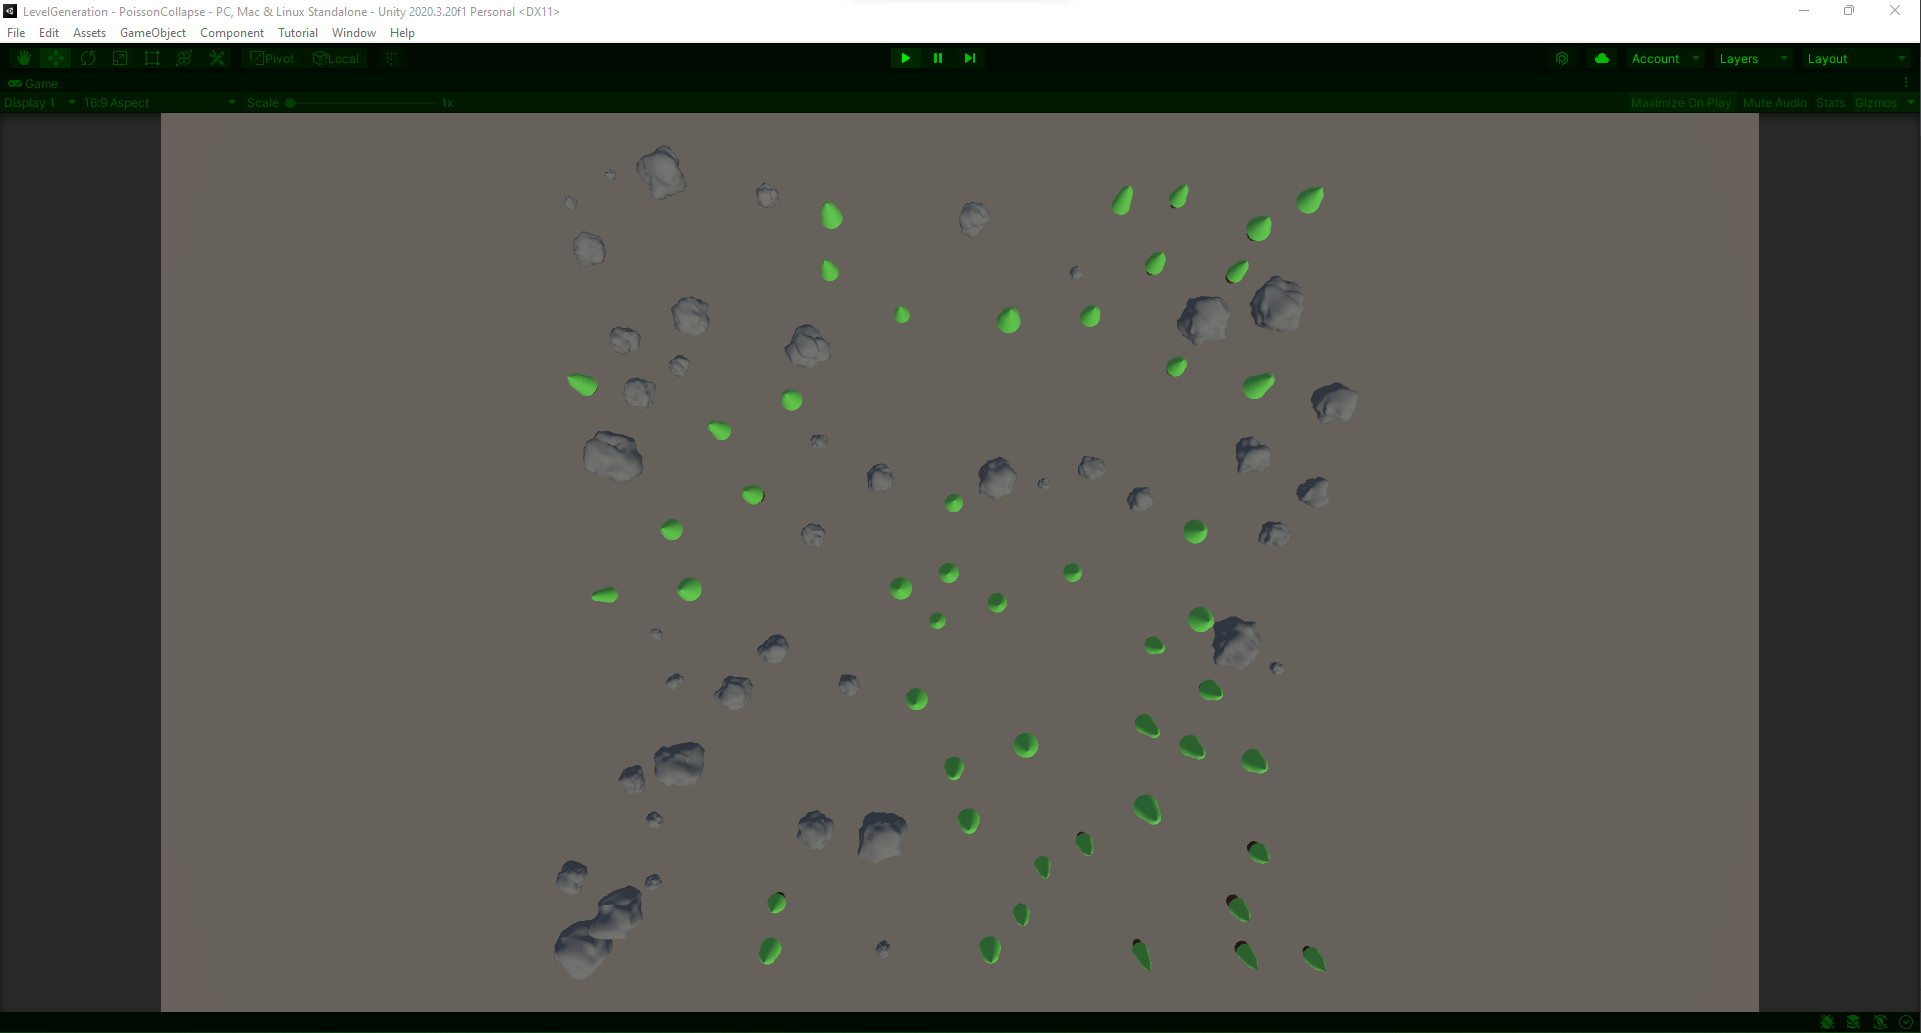 LevelGeneration - PoissonCollapse - PC, Mac & Linux Standalone - Unity 2020.3.20f1 Personal <DX11>
File Edit Assets GameObject Component Tutorial Window Help
Pivot Local Account Layers Layout
Game
Display 1 16:9 Aspect Scale 1x Maximize On Play Mute Audio Stats Gizmos